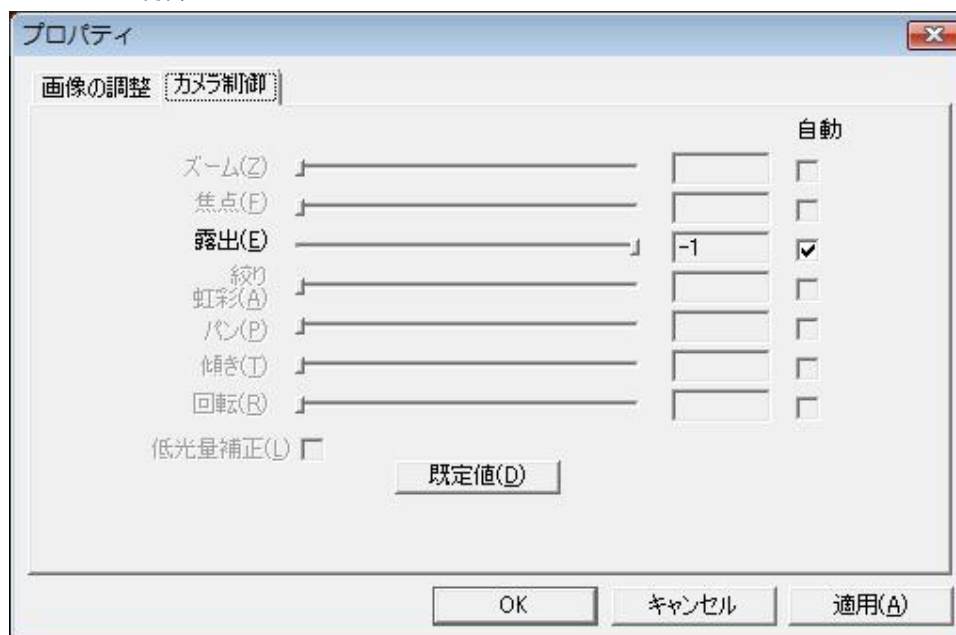 プロパティ
画像の調整 カメラ制御
自動
ズーム(Z)
焦点(F)
露出(E) -1
絞り
虹彩(A)
パン(P)
傾き(T)
回転(R)
低光量補正(L)
既定値(D)
OK キャンセル 適用(A)